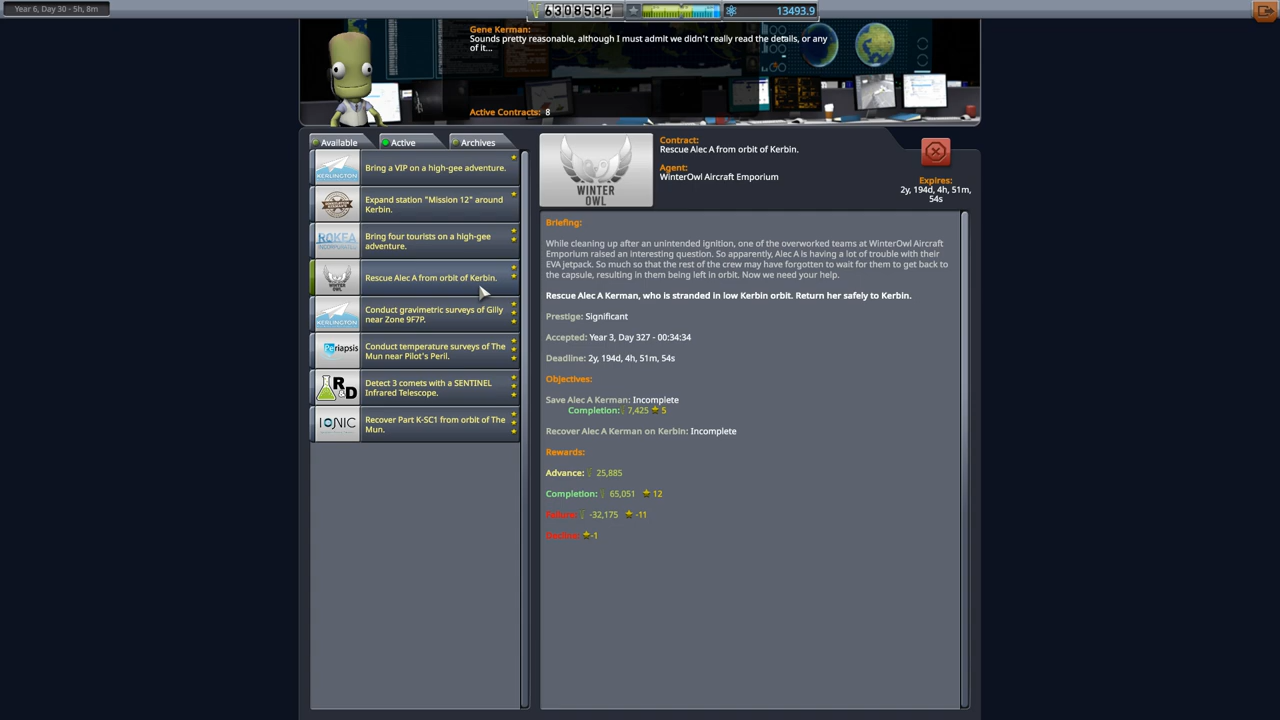 Year 6, Day 30 - 5h, 8m
6308582
13493.9
Gene Kerman:
Sounds pretty reasonable, although I must admit we didn't really read the details, or any
of it...
Active Contracts: 8
Available
Active
Archives
KERLINGTON
Bring a VIP on a high-gee adventure.
Expand station "Mission 12" around
Kerbin.
ROKEA
INCORPORATED
Bring four tourists on a high-gee
adventure.
Rescue Alec A from orbit of Kerbin.
KERLINGTON
Conduct gravimetric surveys of Gilly
near Zone 9F7P.
Periapsis
Conduct temperature surveys of The
Mun near Pilot's Peril.
R&D
Detect 3 comets with a SENTINEL
Infrared Telescope.
IONIC
Recover Part K-SC1 from orbit of The
Mun.
WINTER
OWL
Contract:
Rescue Alec A from orbit of Kerbin.
Agent:
WinterOwl Aircraft Emporium
Expires:
2y, 194d, 4h, 51m,
54s
Briefing:
While cleaning up after an unintended ignition, one of the overworked teams at WinterOwl Aircraft
Emporium raised an interesting question. So apparently, Alec A is having a lot of trouble with their
EVA jetpack. So much so that the rest of the crew may have forgotten to wait for them to get back to
the capsule, resulting in them being left in orbit. Now we need your help.
Rescue Alec A Kerman, who is stranded in low Kerbin orbit. Return her safely to Kerbin.
Prestige: Significant
Accepted: Year 3, Day 327 - 00:34:34
Deadline: 2y, 194d, 4h, 51m, 54s
Objectives:
Save Alec A Kerman: Incomplete
Completion: 7,425 5
Recover Alec A Kerman on Kerbin: Incomplete
Rewards:
Advance: 25,885
Completion: 65,051 12
Failure: -32,175 -11
Decline: -1